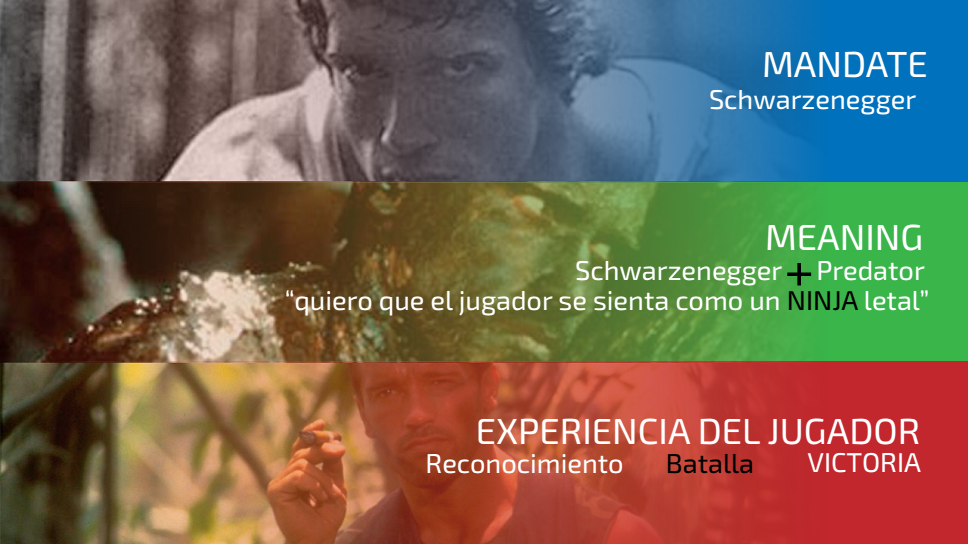 MANDATE
Schwarzenegger
MEANING
Schwarzenegger + Predator
“quiero que el jugador se sienta como un NINJA letal”
EXPERIENCIA DEL JUGADOR
Reconocimiento Batalla VICTORIA